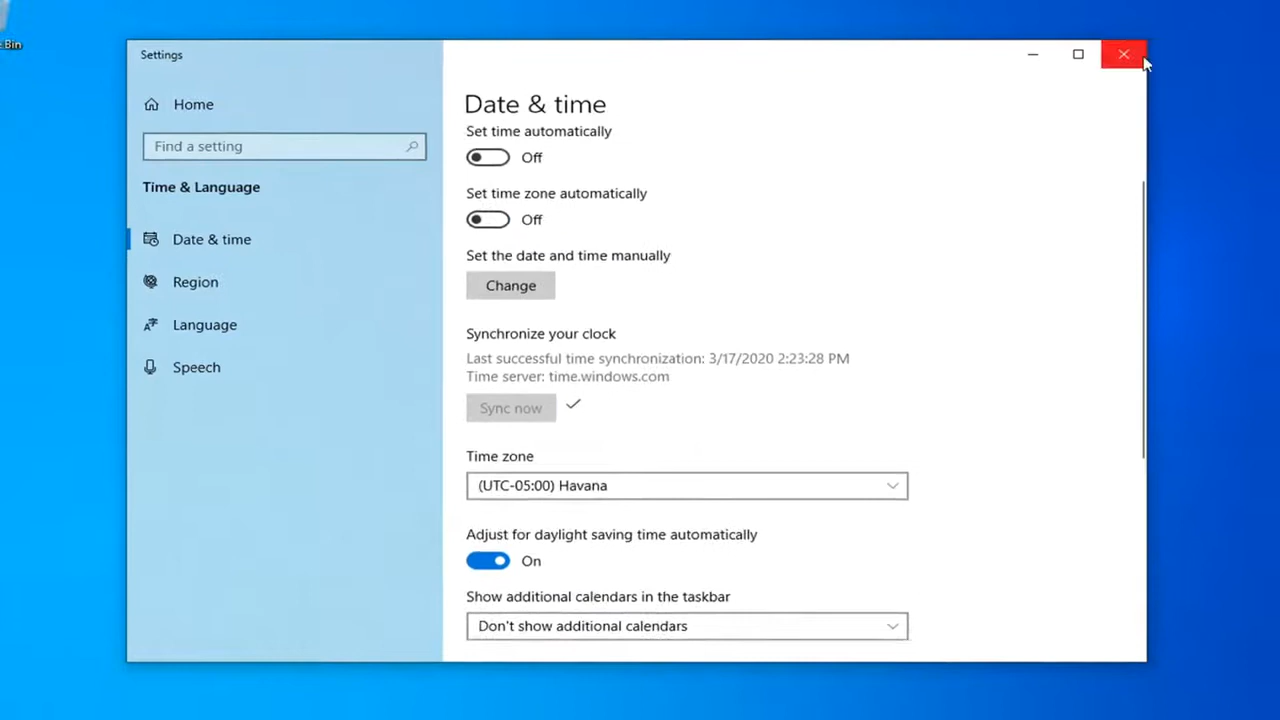 Bin
Settings
Home
Find a setting
Time & Language
Date & time
Region
Language
Speech
Date & time
Set time automatically
Off
Set time zone automatically
Off
Set the date and time manually
Change
Synchronize your clock
Last successful time synchronization: 3/17/2020 2:23:28 PM
Time server: time.windows.com
Sync now
Time zone
(UTC-05:00) Havana
Adjust for daylight saving time automatically
On
Show additional calendars in the taskbar
Don't show additional calendars